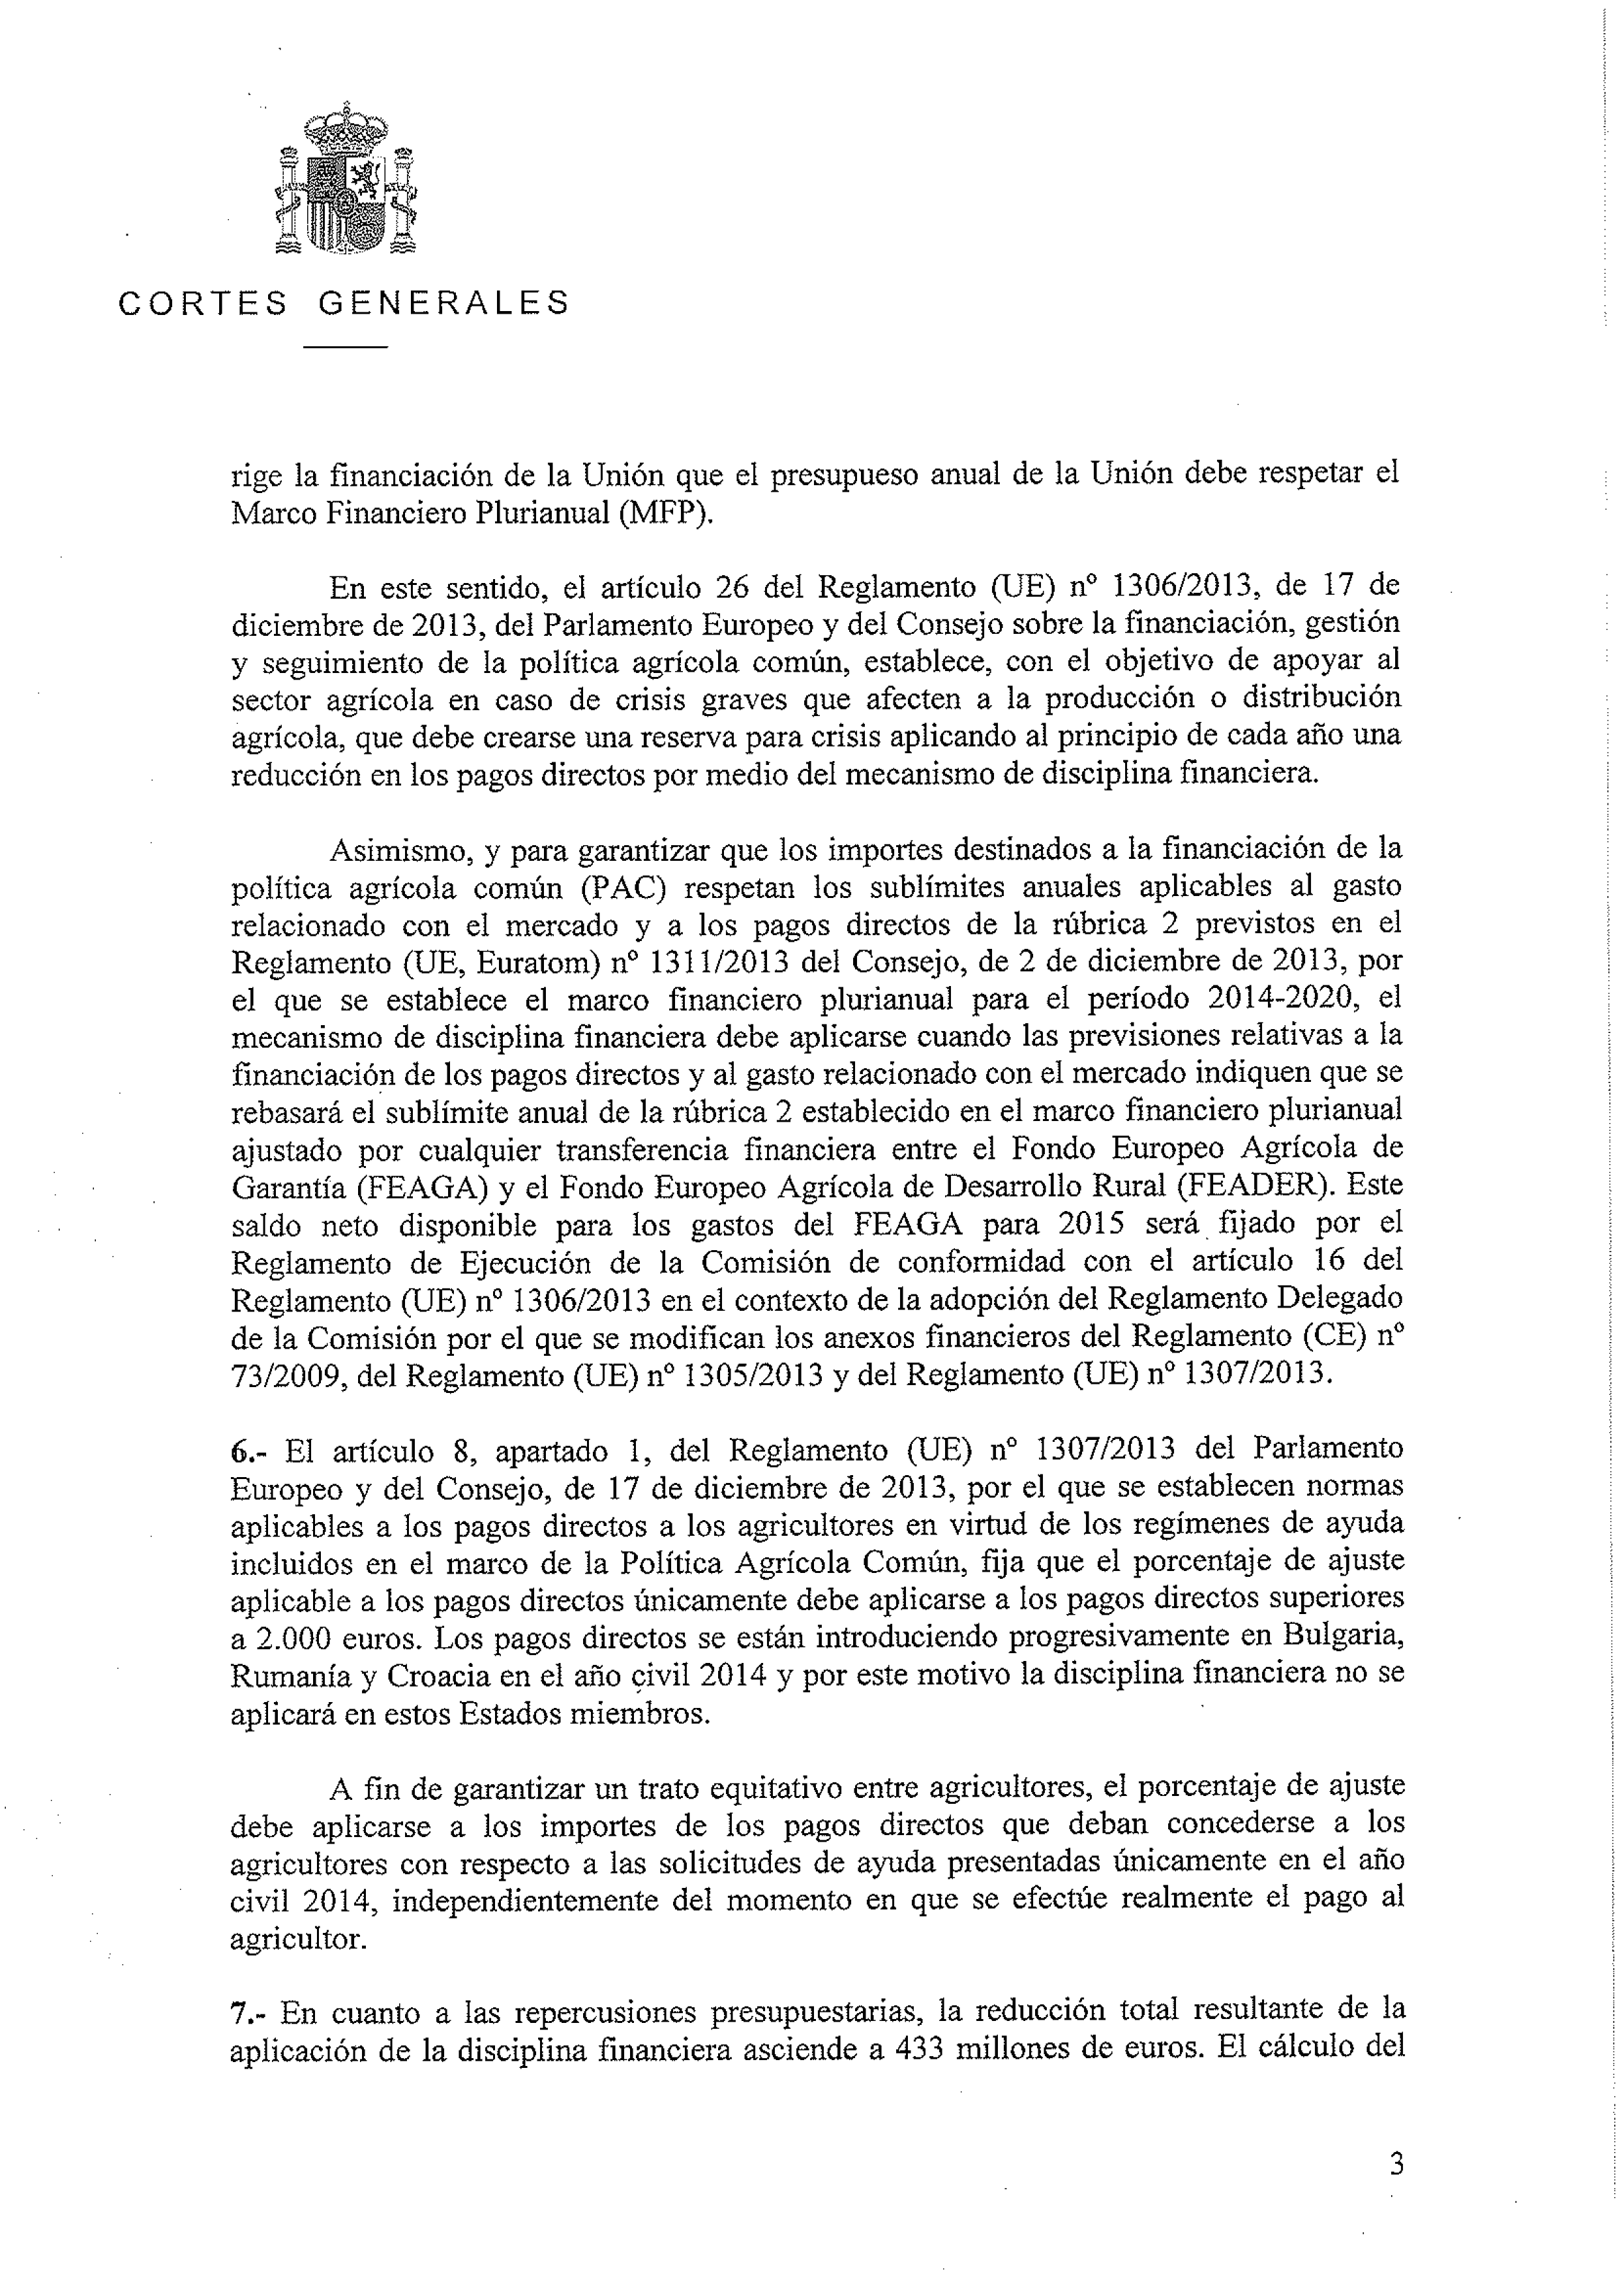 CORTES GENERALES
rige la financiación de la Unión que el presupueso anual de la Unión debe respetar el
Marco Financiero Plurianual (MFP).
En este sentido, el artículo 26 del Reglamento (UE) nº 1306/2013, de 17 de
diciembre de 2013, del Parlamento Europeo y del Consejo sobre la financiación, gestión
y seguimiento de la política agrícola común, establece, con el objetivo de apoyar al
sector agrícola en caso de crisis graves que afecten a la producción o distribución
agrícola, que debe crearse una reserva para crisis aplicando al principio de cada año una
reducción en los pagos directos por medio del mecanismo de disciplina financiera.
Asimismo, y para garantizar que los importes destinados a la financiación de la
política agrícola común (PAC) respetan los sublímites anuales aplicables al gasto
relacionado con el mercado y a los pagos directos de la rúbrica 2 previstos en el
Reglamento (UE, Euratom) nº 1311/2013 del Consejo, de 2 de diciembre de 2013, por
el que se establece el marco financiero plurianual para el período 2014-2020, el
mecanismo de disciplina financiera debe aplicarse cuando las previsiones relativas a la
financiación de los pagos directos y al gasto relacionado con el mercado indiquen que se
rebasará el sublímite anual de la rúbrica 2 establecido en el marco financiero plurianual
ajustado por cualquier transferencia financiera entre el Fondo Europeo Agrícola de
Garantía (FEAGA) y el Fondo Europeo Agrícola de Desarrollo Rural (FEADER). Este
saldo neto disponible para los gastos del FEAGA para 2015 será fijado por el
Reglamento de Ejecución de la Comisión de conformidad con el artículo 16 del
Reglamento (UE) nº 1306/2013 en el contexto de la adopción del Reglamento Delegado
de la Comisión por el que se modifican los anexos financieros del Reglamento (CE) nº
73/2009, del Reglamento (UE) nº 1305/2013 y del Reglamento (UE) nº 1307/2013.
6.- El artículo 8, apartado 1, del Reglamento (UE) nº 1307/2013 del Parlamento
Europeo y del Consejo, de 17 de diciembre de 2013, por el que se establecen normas
aplicables a los pagos directos a los agricultores en virtud de los regímenes de ayuda
incluidos en el marco de la Política Agrícola Común, fija que el porcentaje de ajuste
aplicable a los pagos directos únicamente debe aplicarse a los pagos directos superiores
a 2.000 euros. Los pagos directos se están introduciendo progresivamente en Bulgaria,
Rumanía y Croacia en el año civil 2014 y por este motivo la disciplina financiera no se
aplicará en estos Estados miembros.
A fin de garantizar un trato equitativo entre agricultores, el porcentaje de ajuste
debe aplicarse a los importes de los pagos directos que deban concederse a los
agricultores con respecto a las solicitudes de ayuda presentadas únicamente en el año
civil 2014, independientemente del momento en que se efectúe realmente el pago al
agricultor.
7.- En cuanto a las repercusiones presupuestarias, la reducción total resultante de la
aplicación de la disciplina financiera asciende a 433 millones de euros. El cálculo del
3